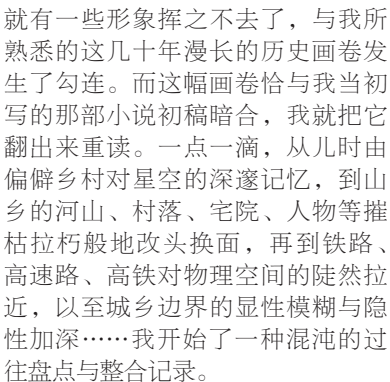 就有一些形象挥之不去了，与我所
熟悉的这几十年漫长的历史画卷发
生了勾连。而这幅画卷恰与我当初
写的那部小说初稿暗合，我就把它
翻出来重读。一点一滴，从儿时由
偏僻乡村对星空的深邃记忆，到山
乡的河山、村落、宅院、人物等摧
枯拉朽般地改头换面，再到铁路、
高速路、高铁对物理空间的陡然拉
近，以至城乡边界的显性模糊与隐
性加深……我开始了一种混沌的过
往盘点与整合记录。